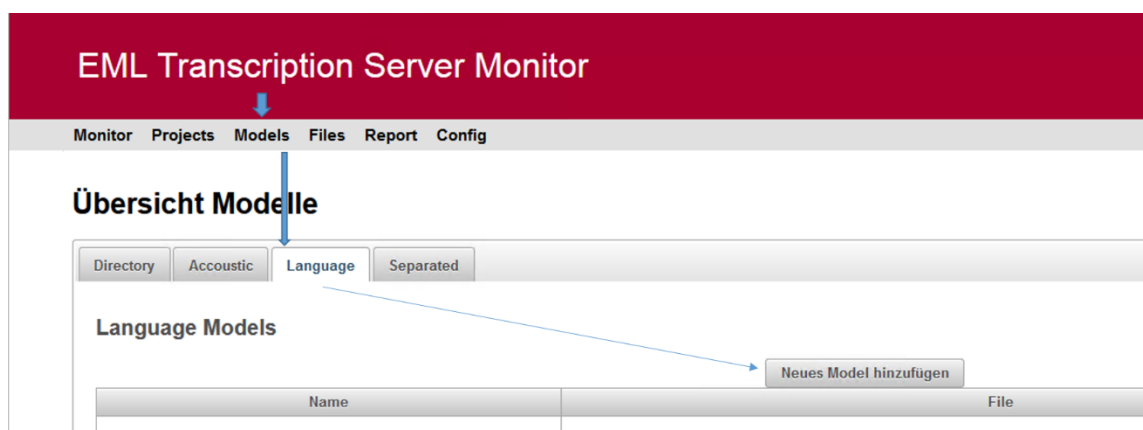 EML Transcription Server Monitor
Monitor Projects Models Files Report Config
Übersicht Modelle
Directory Accoustic Language Separated
Language Models
Neues Model hinzufügen
Name File